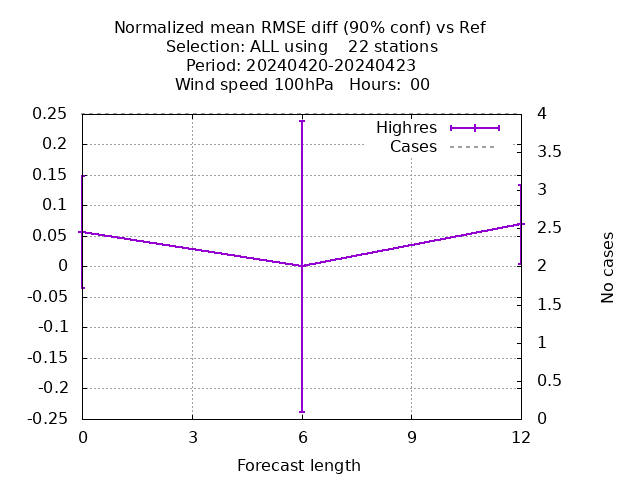 Normalized mean RMSE diff (90% conf) vs Ref
Selection: ALL using    22 stations
Period: 20240420-20240423
Wind speed 100hPa   Hours:  00
Highres
Cases
0.25
0.2
0.15
0.1
0.05
0
-0.05
-0.1
-0.15
-0.2
-0.25
4
3.5
3
2.5
2
1.5
1
0.5
0
No cases
0 3 6 9 12
Forecast length